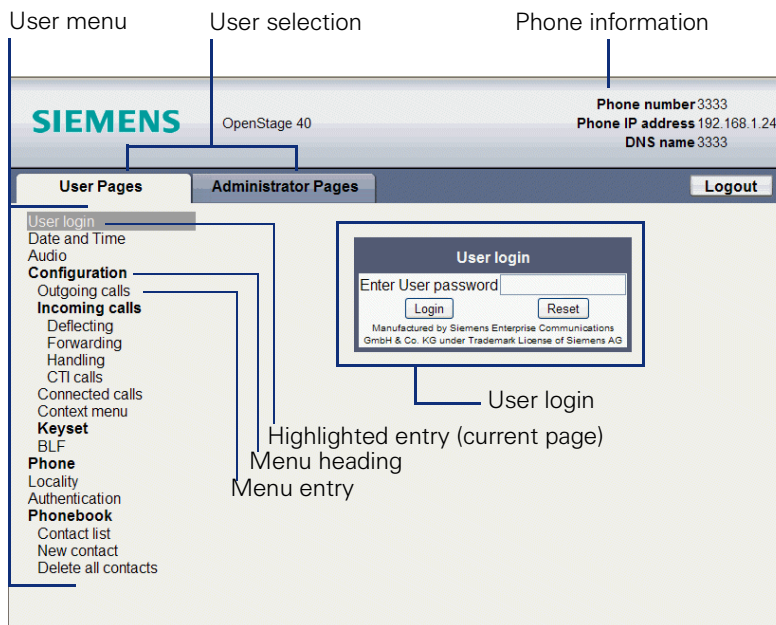 User menu
User selection
Phone information
SIEMENS
OpenStage 40
Phone number 3333
Phone IP address 192.168.1.24
DNS name 3333
User Pages
Administrator Pages
Logout
User login
Date and Time
Audio
Configuration
Outgoing calls
Incoming calls
Deflecting
Forwarding
Handling
CTI calls
Connected calls
Context menu
Keyset
BLF
Phone
Locality
Authentication
Phonebook
Contact list
New contact
Delete all contacts
User login
Enter User password
Login
Reset
Manufactured by Siemens Enterprise Communications
GmbH & Co. KG under Trademark License of Siemens AG
User login
Highlighted entry (current page)
Menu heading
Menu entry